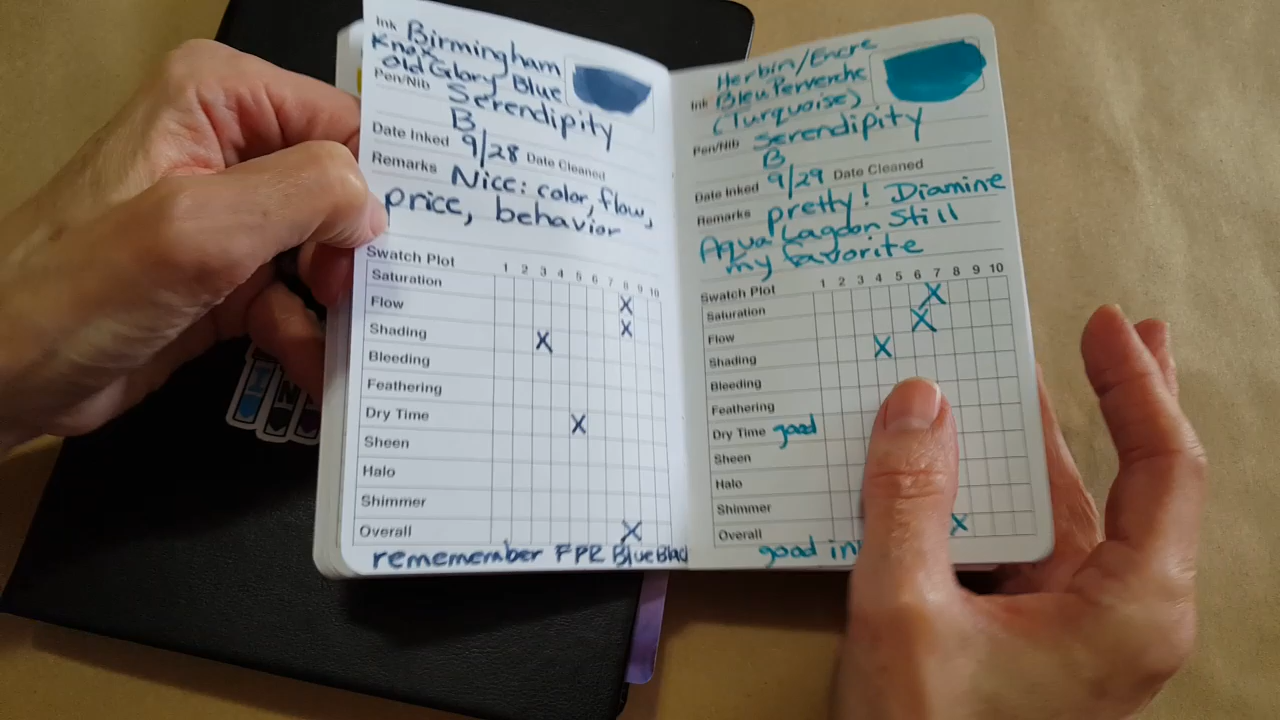 Ink Birmingham
Knox
Old Glory Blue
Pen/Nib Serendipity
B
Date Inked 9/28 Date Cleaned
Remarks Nice: color, flow,
price, behavior
Swatch Plot 1 2 3 4 5 6 7 8 9 10
Saturation
Flow X
Shading X X
Bleeding
Feathering
Dry Time X
Sheen
Halo
Shimmer
Overall X
rememember FPR BlueBlac
Herbin/Encre
Ink Bleu Pervenche
(Turquoise)
Pen/Nib Serendipity
B
Date Inked 9/29 Date Cleaned
Remarks pretty! Diamine
Aqua Lagoon Still
my favorite
Swatch Plot 1 2 3 4 5 6 7 8 9 10
Saturation X
Flow X
Shading X
Bleeding
Feathering
Dry Time good
Sheen
Halo
Shimmer
Overall X
good in